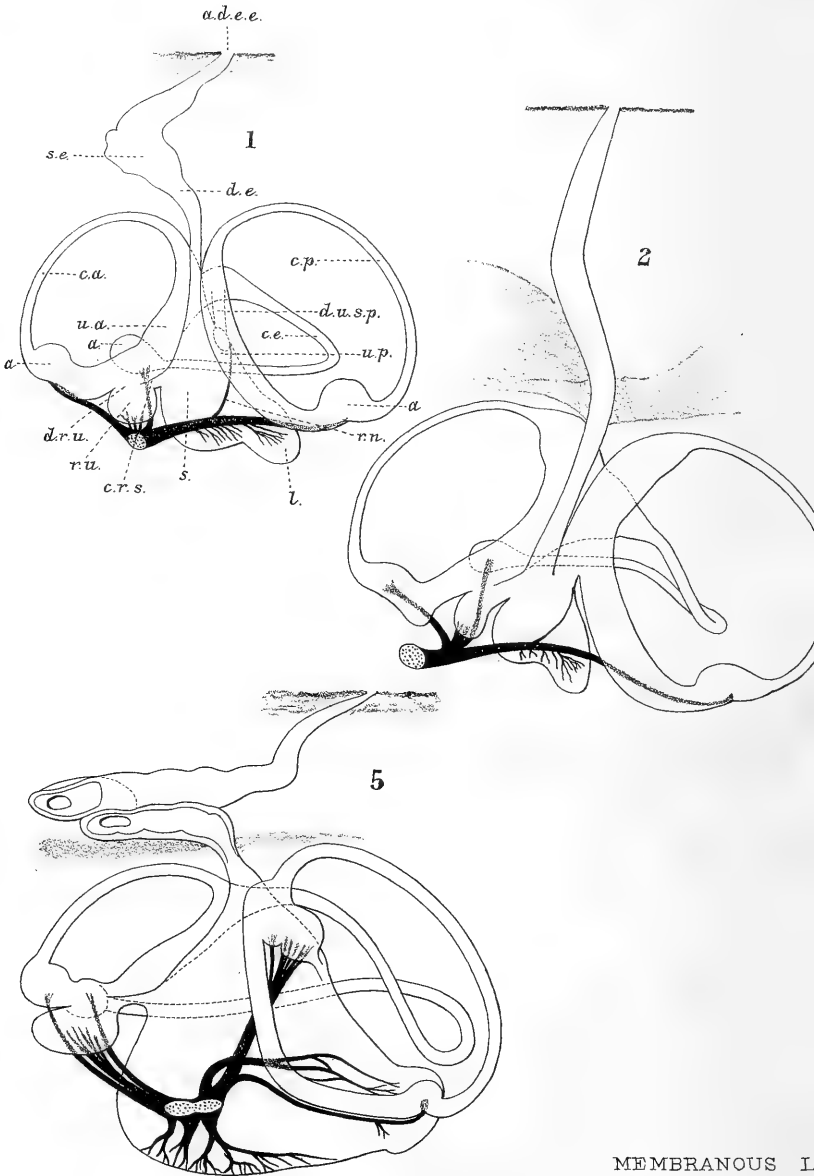 a.d.e.e.
1
s.e.
d.e.
c.a.
c.p.
u.a.
d.u.s.p.
a.
c.e.
u.p.
a
a
d.r.u.
r.n.
r.u.
s.
c.r.s.
l.
2
5
MEMBRANOUS L